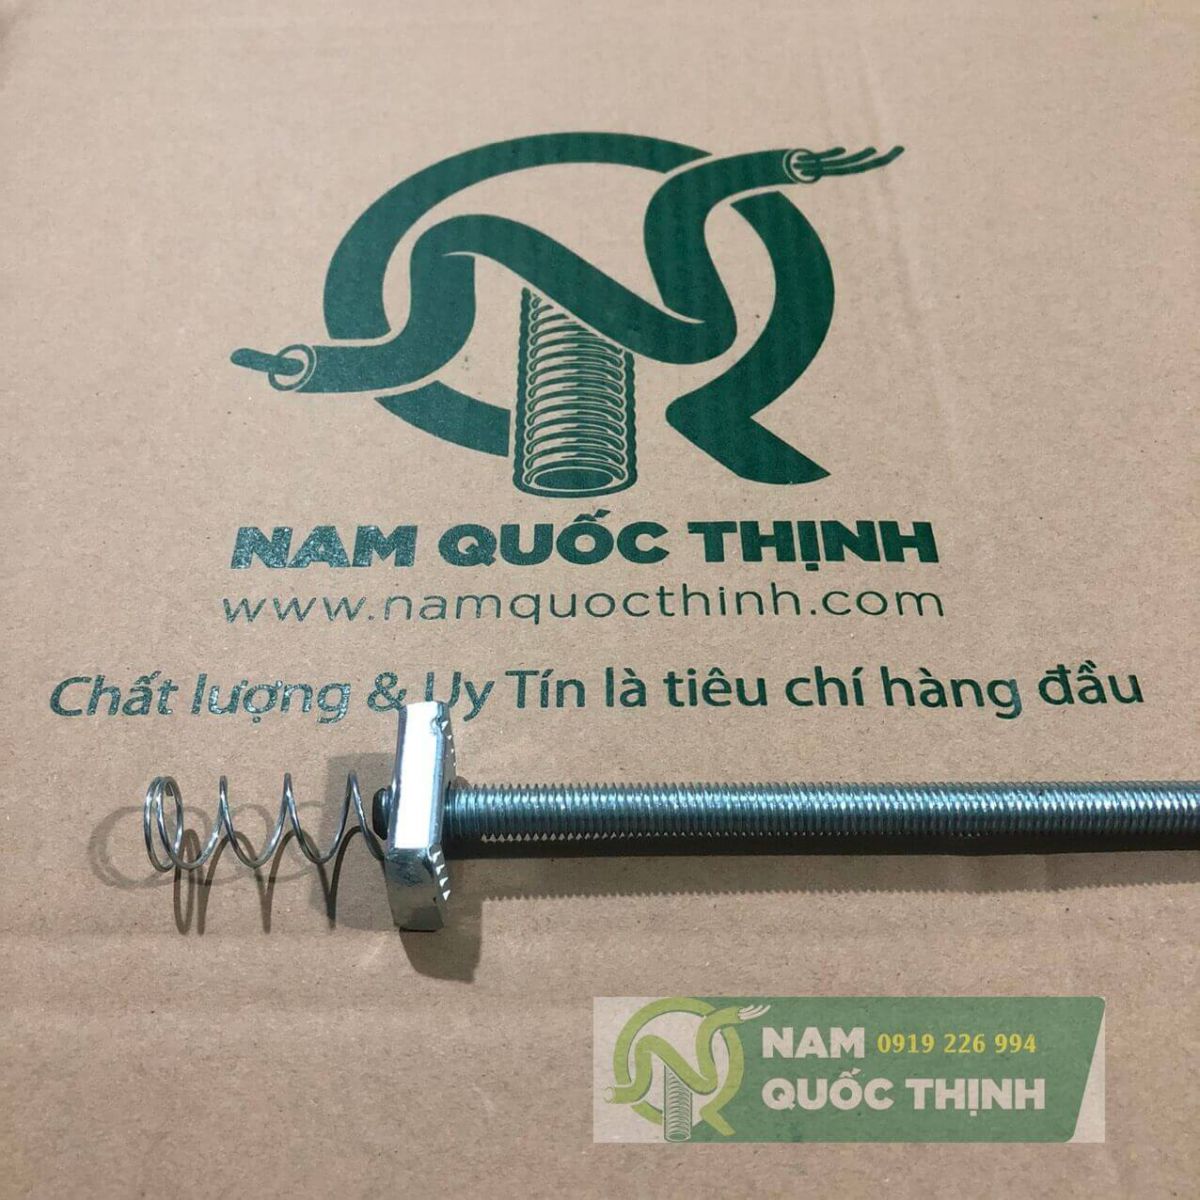 NAM QUỐC THỊNH
www.namquocthinh.com
Chất lượng & Uy Tín là tiêu chí hàng đầu
NAM 0919 226 994
QUỐC THỊNH